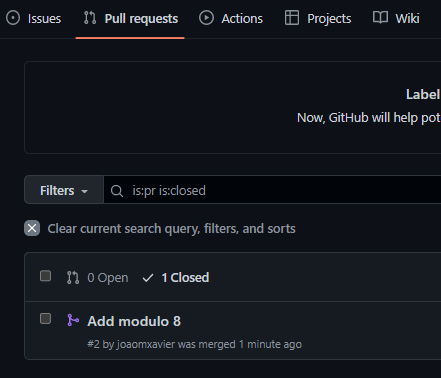 Issues Pull requests Actions Projects Wiki
Label
Now, GitHub will help pot
Filters is:pr is:closed
Clear current search query, filters, and sorts
0 Open 1 Closed
Add modulo 8
#2 by joaomxavier was merged 1 minute ago